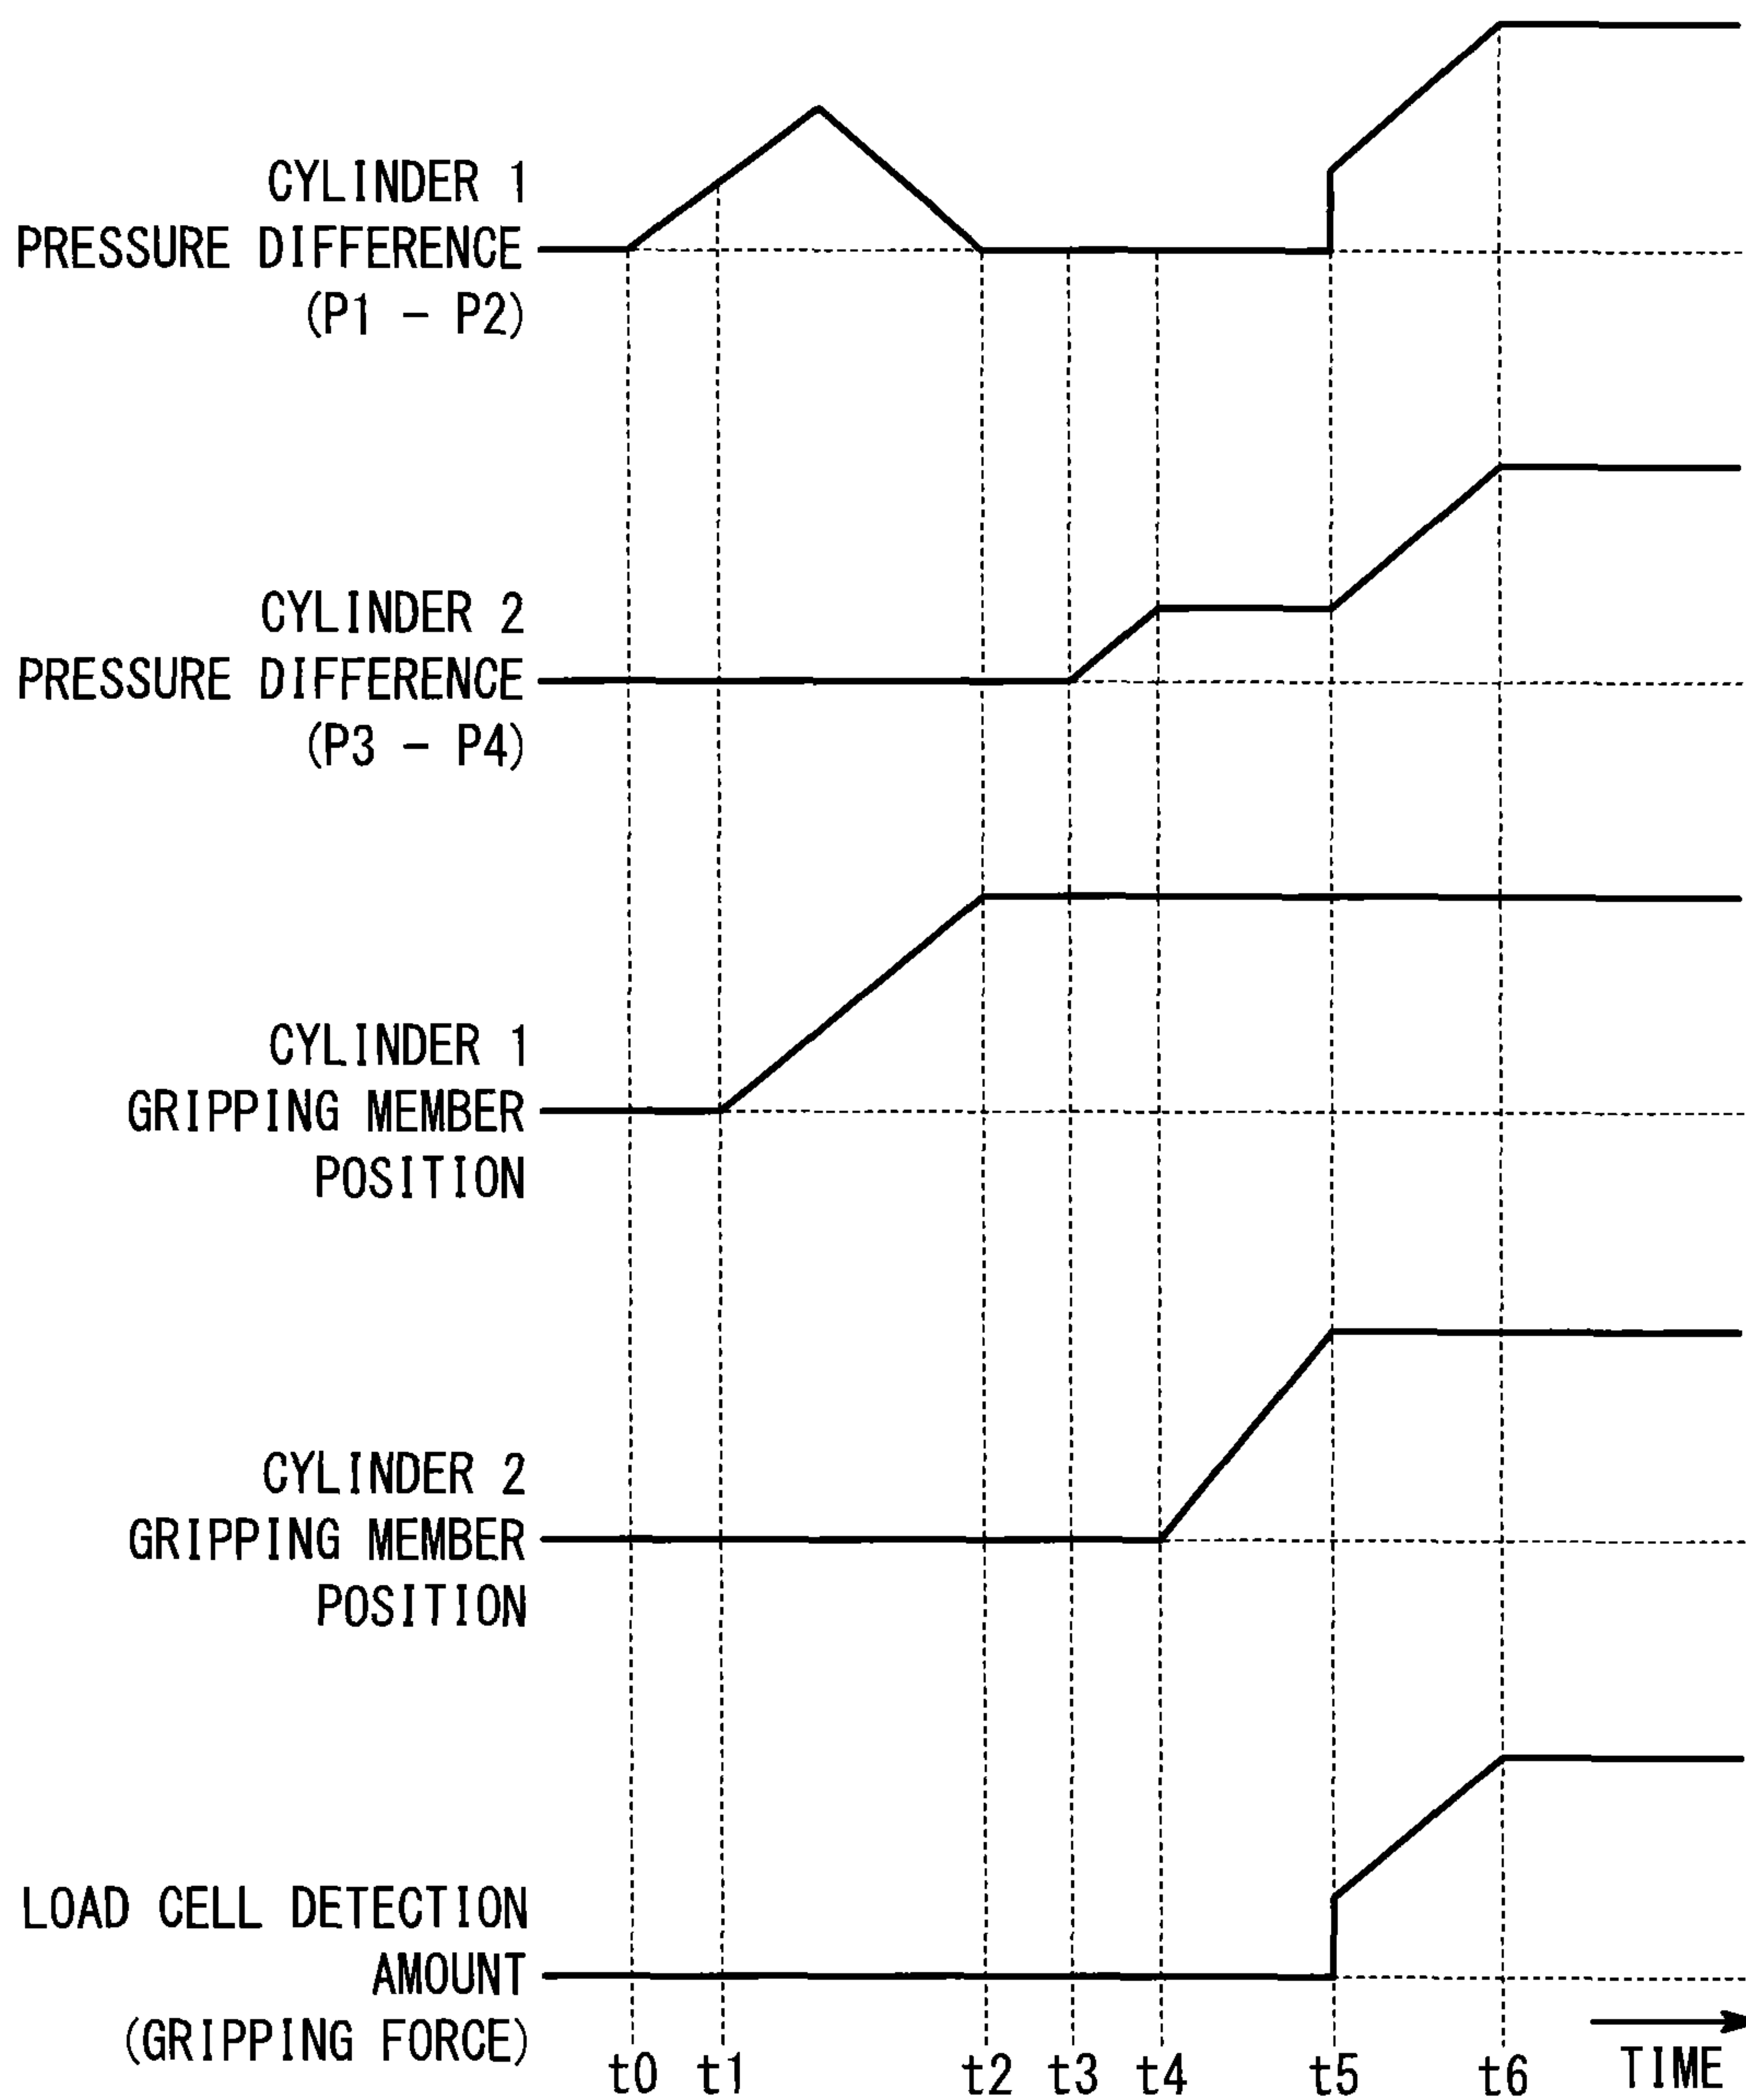 CYLINDER 1
PRESSURE DIFFERENCE
(P1 - P2)
CYLINDER 2
PRESSURE DIFFERENCE
(P3 - P4)
CYLINDER 1
GRIPPING MEMBER
POSITION
CYLINDER 2
GRIPPING MEMBER
POSITION
LOAD CELL DETECTION
AMOUNT
(GRIPPING FORCE)
t0 t1 t2 t3 t4 t5 t6 TIME